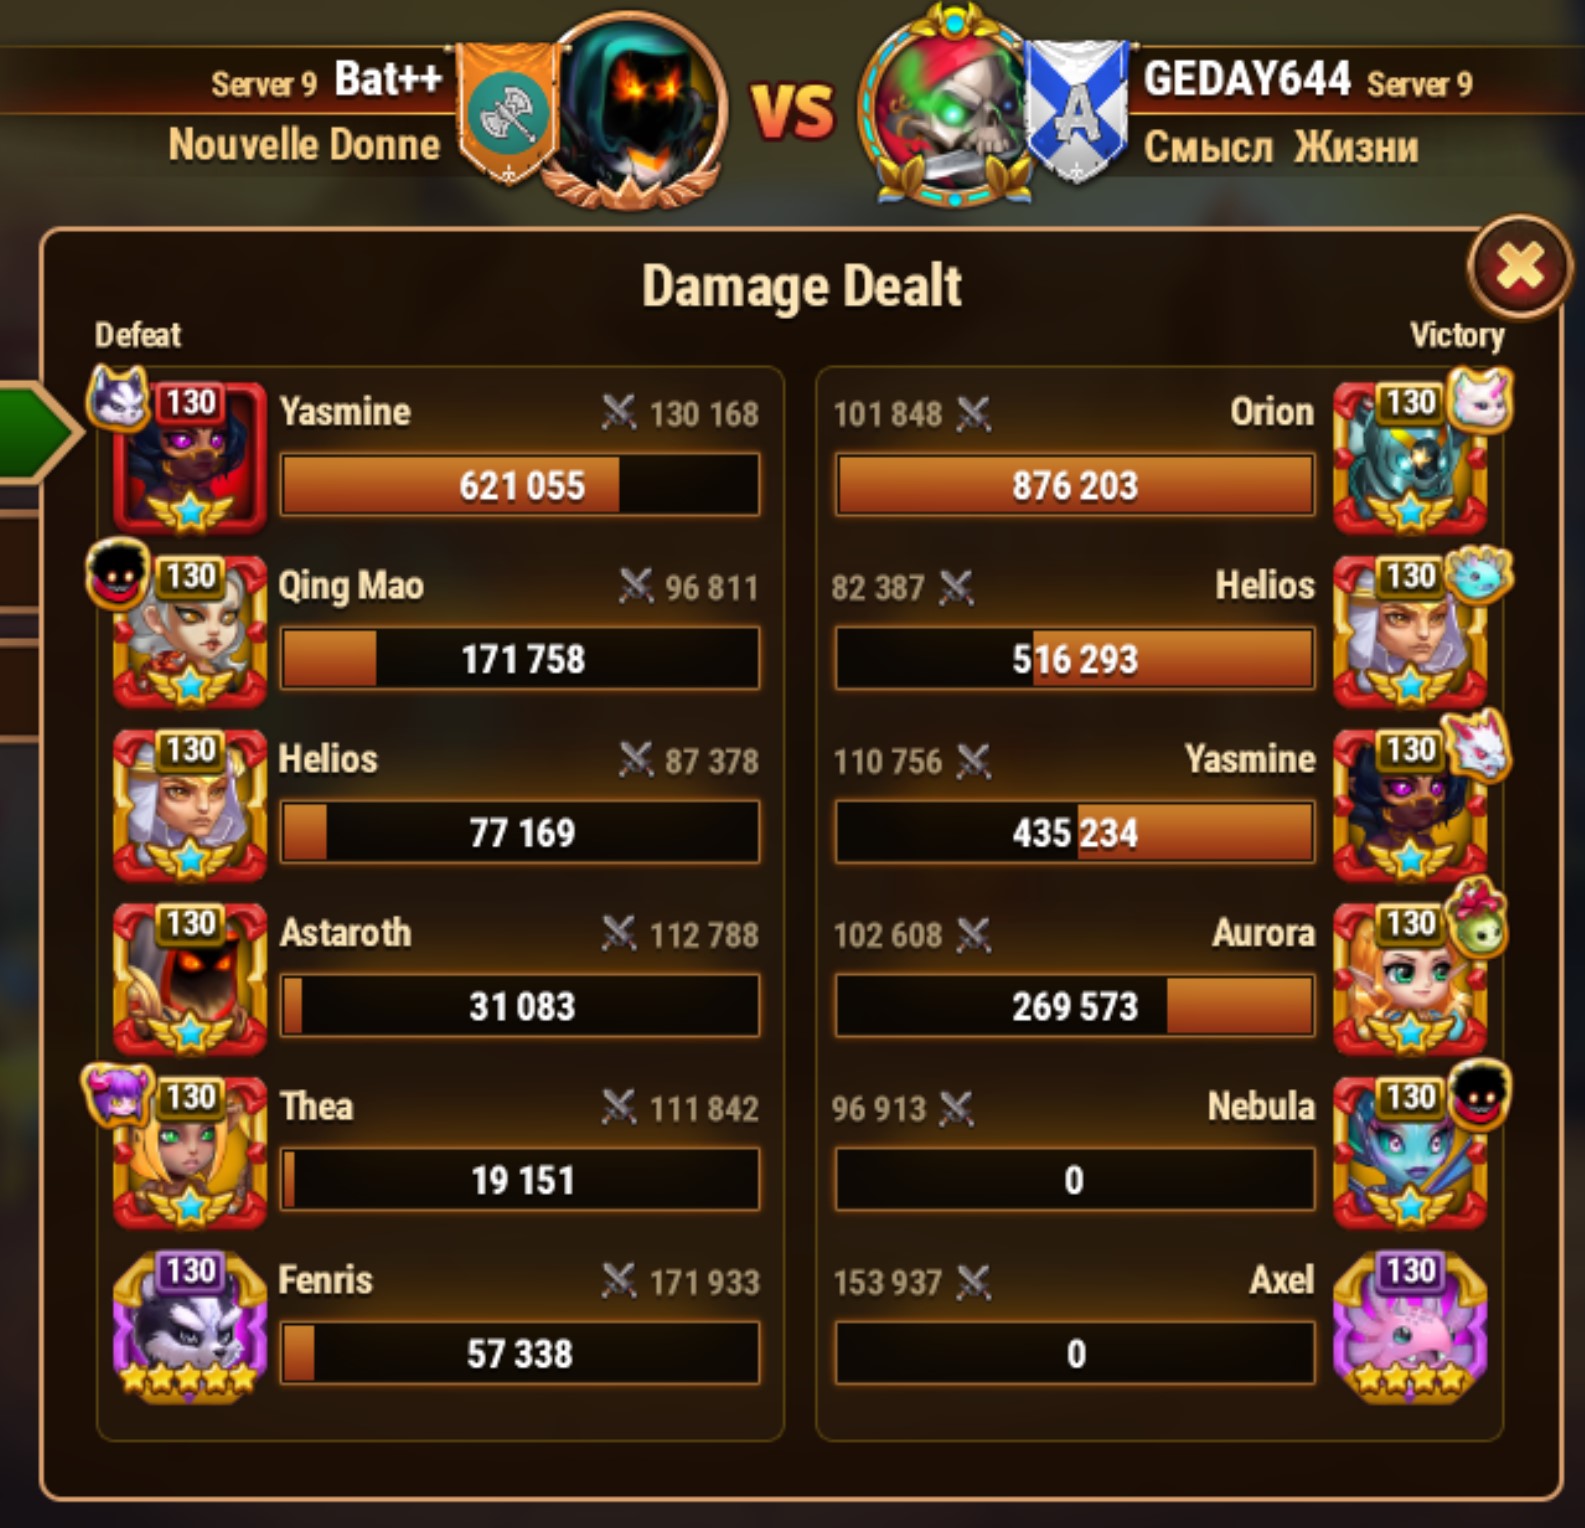 Server 9 Bat++
Nouvelle Donne
VS
GEDAY644 Server 9
Смысл Жизни
A
Damage Dealt
Defeat
Victory
130 Yasmine 130 168
621 055
130 Qing Mao 96 811
171 758
130 Helios 87 378
77 169
130 Astaroth 112 788
31 083
130 Thea 111 842
19 151
130 Fenris 171 933
57 338
101 848 Orion 130
876 203
82 387 Helios 130
516 293
110 756 Yasmine 130
435 234
102 608 Aurora 130
269 573
96 913 Nebula 130
0
153 937 Axel 130
0